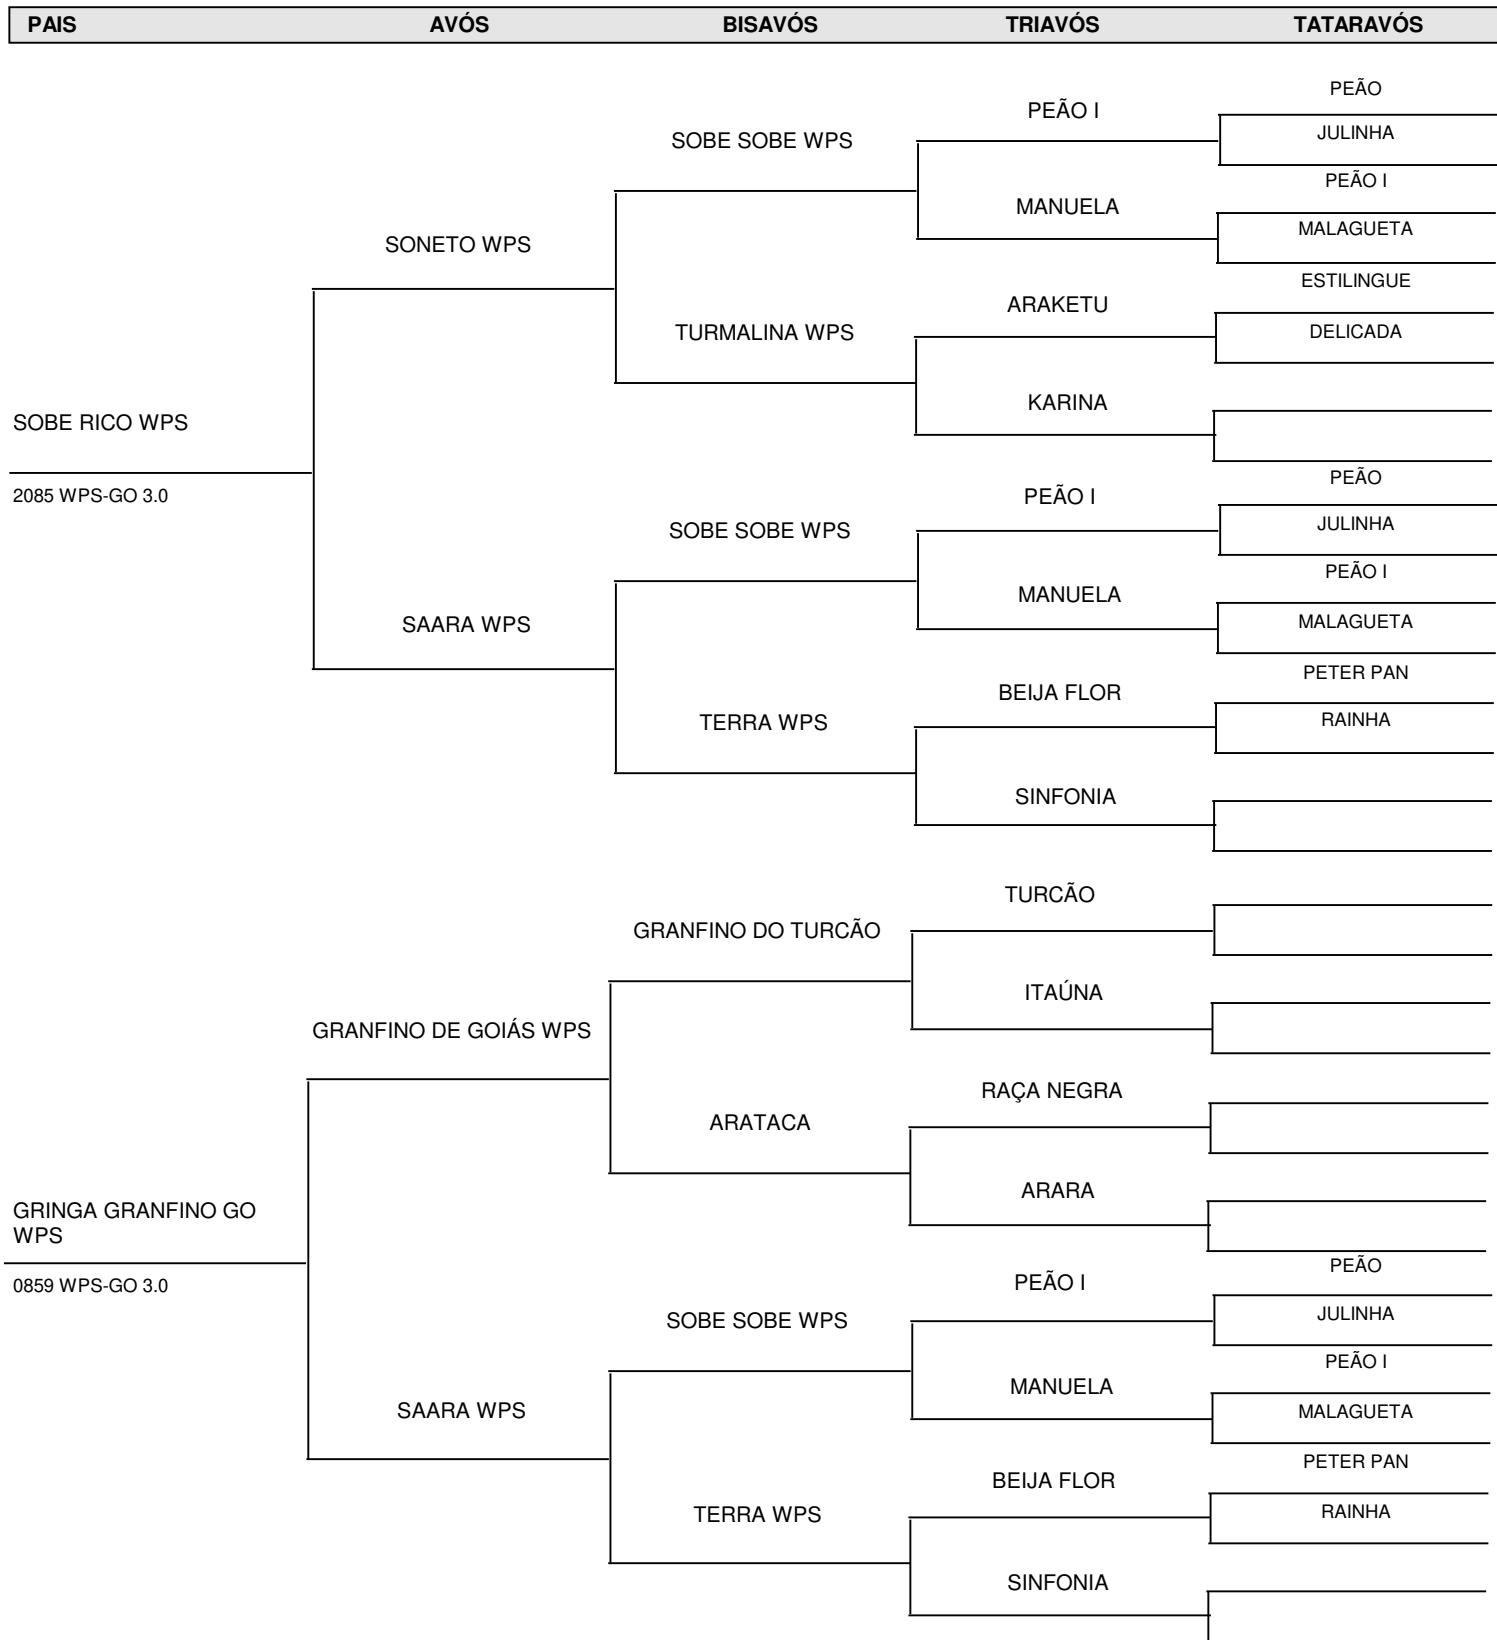 PAIS AVÓS BISAVÓS TRIAVÓS TATARAVÓS
PEÃO
PEÃO I
JULINHA
SOBE SOBE WPS
PEÃO I
MANUELA
MALAGUETA
SONETO WPS
ESTILINGUE
ARAKETU
TURMALINA WPS
DELICADA
KARINA
SOBE RICO WPS
PEÃO
2085 WPS-GO 3.0
PEÃO I
JULINHA
SOBE SOBE WPS
PEÃO I
MANUELA
MALAGUETA
SAARA WPS
PETER PAN
BEIJA FLOR
RAINHA
TERRA WPS
SINFONIA
TURCÃO
GRANFINO DO TURCÃO
ITAÚNA
GRANFINO DE GOIÁS WPS
RAÇA NEGRA
ARATACA
ARARA
GRINGA GRANFINO GO
WPS
PEÃO
0859 WPS-GO 3.0
PEÃO I
JULINHA
SOBE SOBE WPS
PEÃO I
MANUELA
MALAGUETA
SAARA WPS
PETER PAN
BEIJA FLOR
RAINHA
TERRA WPS
SINFONIA